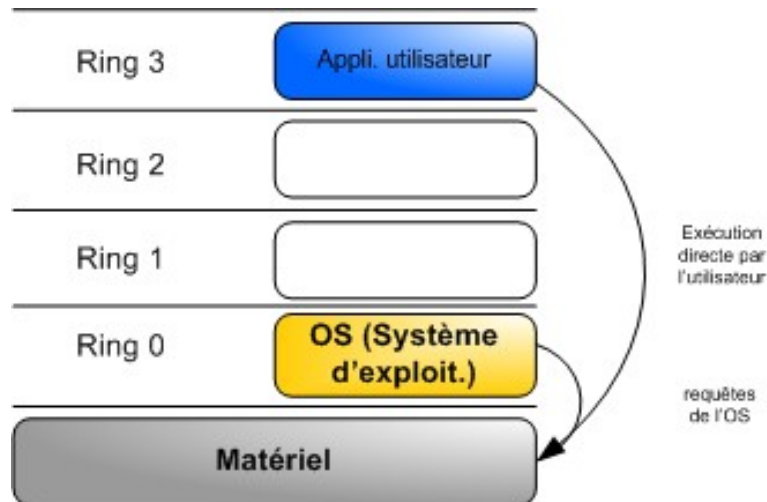 Ring 3
Appli. utilisateur
Ring 2
Ring 1
Exécution
directe par
l'utilisateur
Ring 0
OS (Système
d'exploit.)
requêtes
de l'OS
Matériel